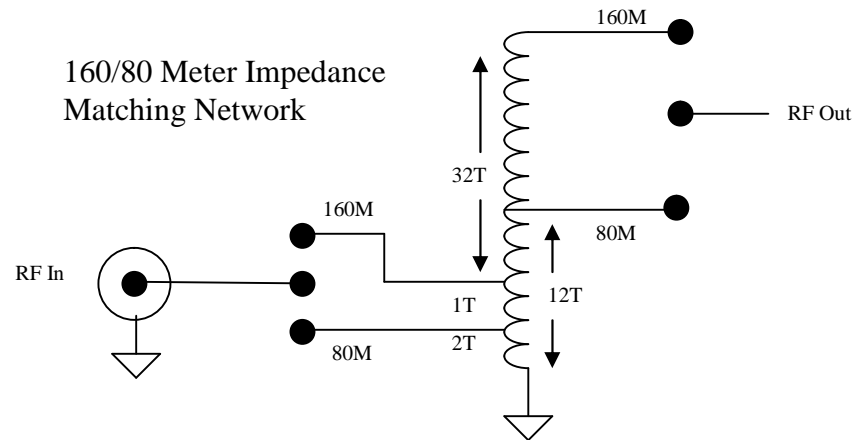 160M
160/80 Meter Impedance
Matching Network
RF Out
32T
160M
80M
RF In
12T
1T
2T
80M